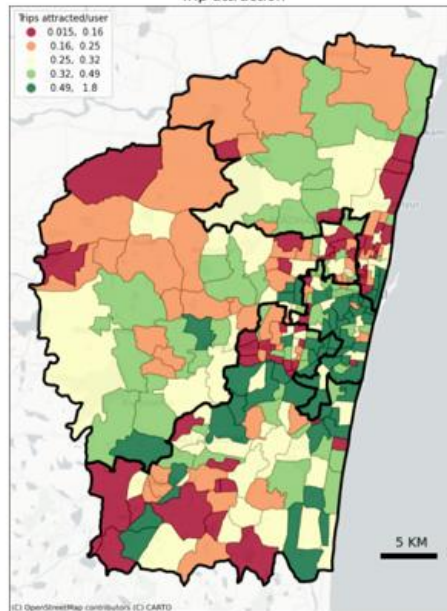 Trip attraction
Trips attracted/user
0.015, 0.16
0.16, 0.25
0.25, 0.32
0.32, 0.49
0.49, 1.8
5 KM
(C) OpenStreetMap contributors (C) CARTO